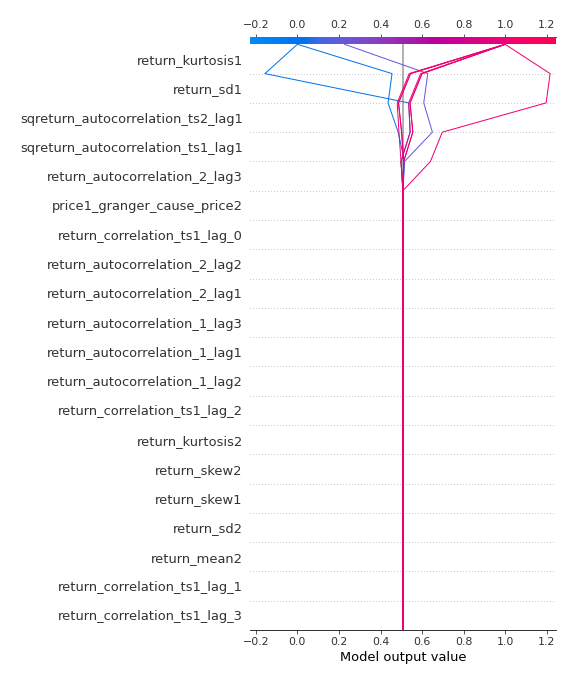 −0.2 0.0 0.2 0.4 0.6 0.8 1.0 1.2
return_kurtosis1
return_sd1
sqreturn_autocorrelation_ts2_lag1
sqreturn_autocorrelation_ts1_lag1
return_autocorrelation_2_lag3
price1_granger_cause_price2
return_correlation_ts1_lag_0
return_autocorrelation_2_lag2
return_autocorrelation_2_lag1
return_autocorrelation_1_lag3
return_autocorrelation_1_lag1
return_autocorrelation_1_lag2
return_correlation_ts1_lag_2
return_kurtosis2
return_skew2
return_skew1
return_sd2
return_mean2
return_correlation_ts1_lag_1
return_correlation_ts1_lag_3
−0.2 0.0 0.2 0.4 0.6 0.8 1.0 1.2
Model output value